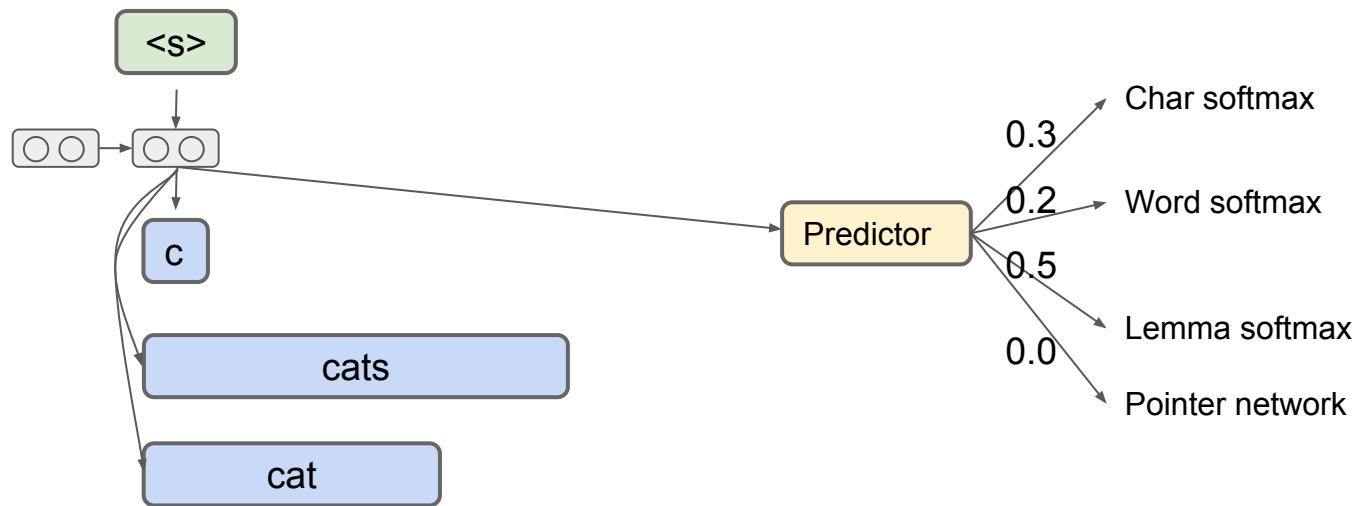 <s>
c
cats
cat
Predictor
0.3
0.2
0.5
0.0
Char softmax
Word softmax
Lemma softmax
Pointer network